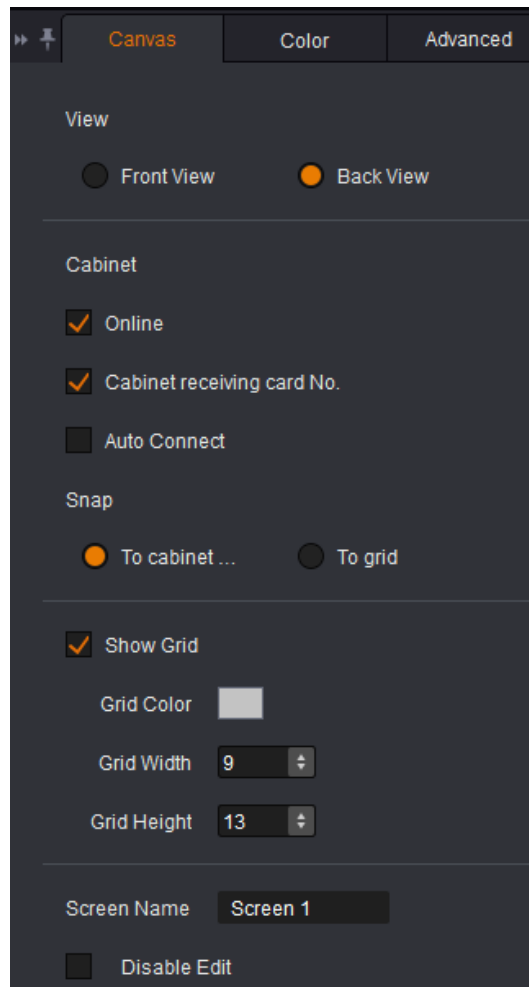 Canvas Color Advanced
View
Front View Back View
Cabinet
Online
Cabinet receiving card No.
Auto Connect
Snap
To cabinet ... To grid
Show Grid
Grid Color
Grid Width 9
Grid Height 13
Screen Name Screen 1
Disable Edit